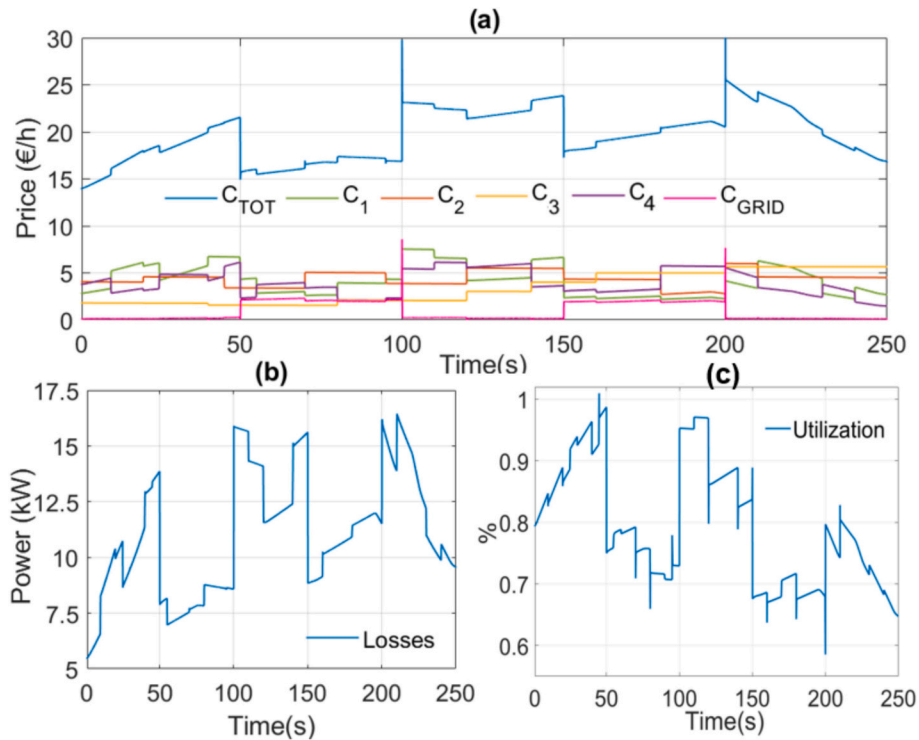 (a)
30
25
20
15
10
5
0
Price (€/h)
C_TOT C_1 C_2 C_3 C_4 C_GRID
0 50 100 150 200 250
Time(s)
(b)
17.5
15
12.5
10
7.5
5
Power (kW)
Losses
0 50 100 150 200 250
Time(s)
(c)
1
0.9
0.8
0.7
0.6
%
Utilization
0 50 100 150 200 250
Time(s)